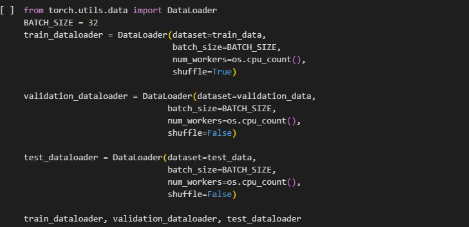 [ ] from torch.utils.data import DataLoader
BATCH_SIZE = 32
train_dataloader = DataLoader(dataset=train_data,
batch_size=BATCH_SIZE,
num_workers=os.cpu_count(),
shuffle=True)
validation_dataloader = DataLoader(dataset=validation_data,
batch_size=BATCH_SIZE,
num_workers=os.cpu_count(),
shuffle=False)
test_dataloader = DataLoader(dataset=test_data,
batch_size=BATCH_SIZE,
num_workers=os.cpu_count(),
shuffle=False)
train_dataloader, validation_dataloader, test_dataloader